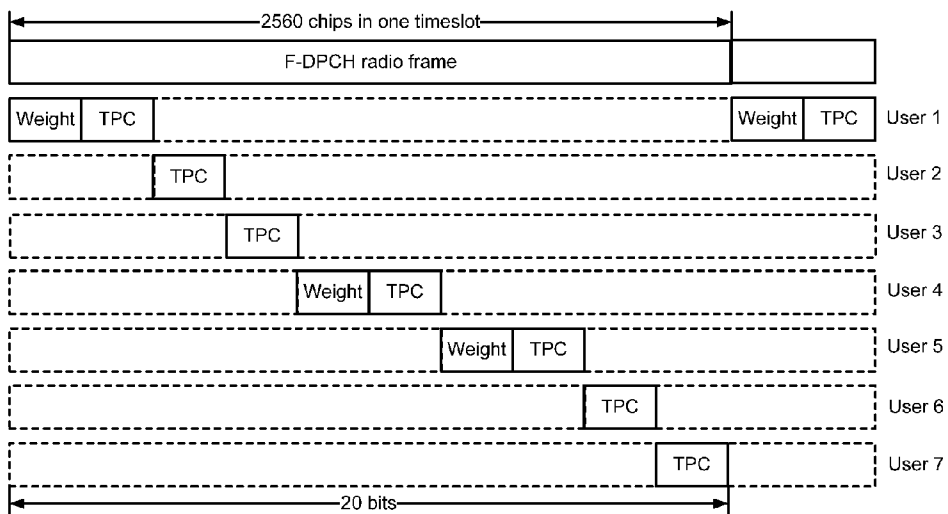 2560 chips in one timeslot
F-DPCH radio frame
Weight TPC Weight TPC User 1
TPC User 2
TPC User 3
Weight TPC User 4
Weight TPC User 5
TPC User 6
TPC User 7
20 bits